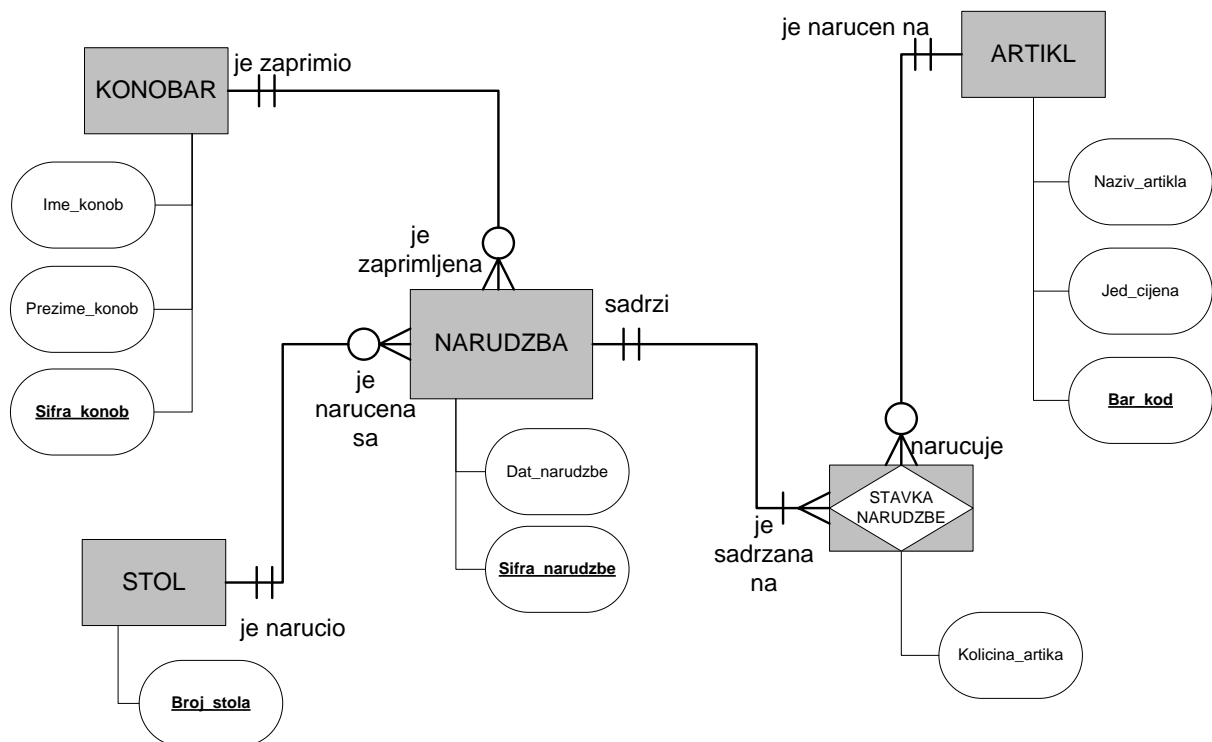 je narucen na
ARTIKL
je zaprimio
KONOBAR
Ime_konob
Prezime_konob
Sifra_konob
Naziv_artikla
Jed_cijena
Bar_kod
je
zaprimljena
sadrzi
NARUDZBA
je
narucena
sa
Dat_narudzbe
Sifra_narudzbe
narucuje
STAVKA
NARUDZBE
je
sadrzana
na
Kolicina_artika
STOL
je narucio
Broj_stola